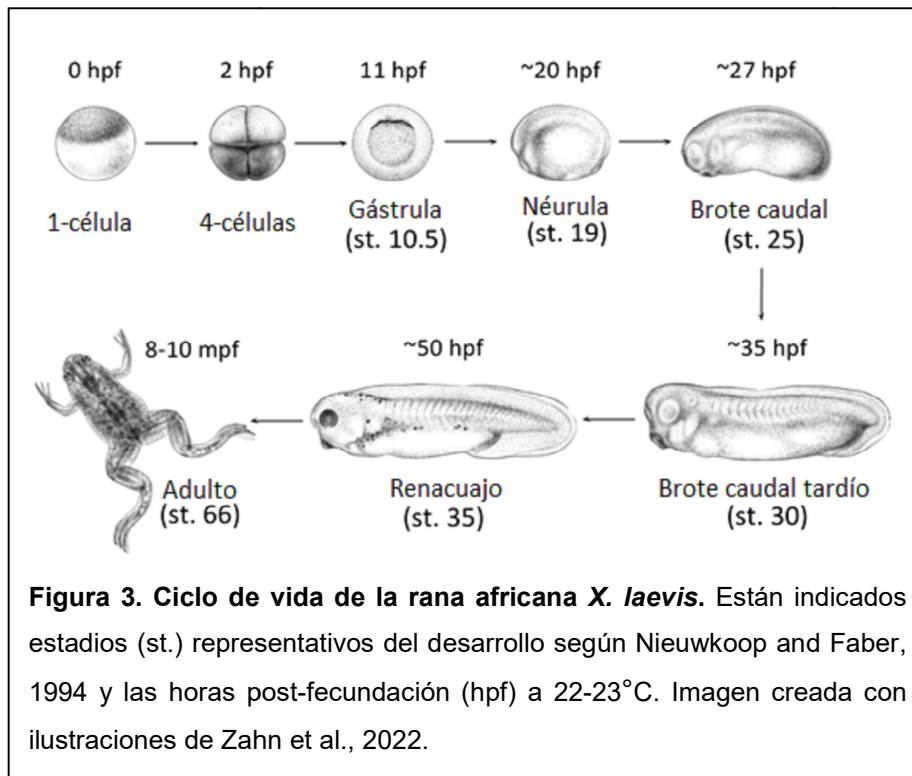 0 hpf
2 hpf
11 hpf
~20 hpf
~27 hpf
1-célula
4-células
Gástrula
(st. 10.5)
Néurula
(st. 19)
Brote caudal
(st. 25)
8-10 mpf
~50 hpf
~35 hpf
Adulto
(st. 66)
Renacuajo
(st. 35)
Brote caudal tardío
(st. 30)
Figura 3. Ciclo de vida de la rana africana X. laevis. Están indicados
estadios (st.) representativos del desarrollo según Nieuwkoop and Faber,
1994 y las horas post-fecundación (hpf) a 22-23°C. Imagen creada con
ilustraciones de Zahn et al., 2022.